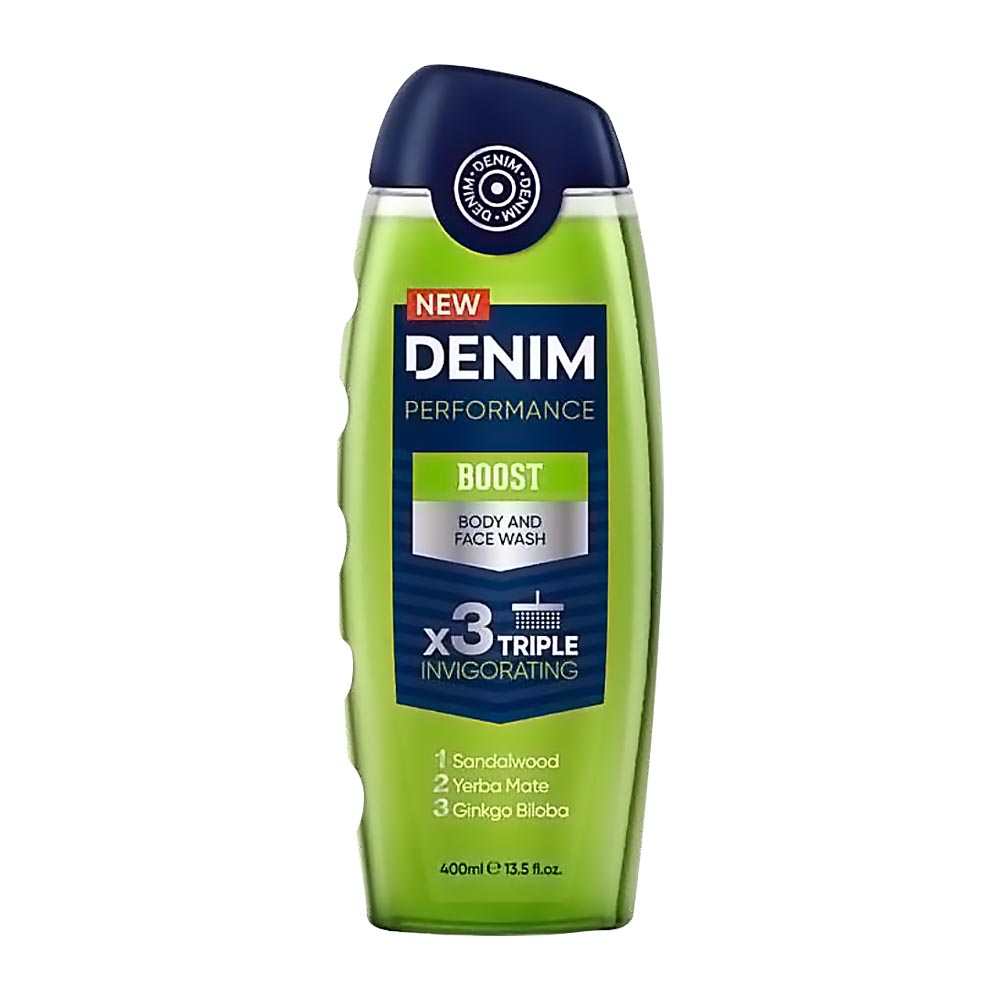 DENIM · DENIM · DENIM ·
NEW
DENIM
PERFORMANCE
BOOST
BODY AND
FACE WASH
x3 TRIPLE
INVIGORATING
1 Sandalwood
2 Yerba Mate
3 Ginkgo Biloba
400ml ℮ 13.5 fl.oz.